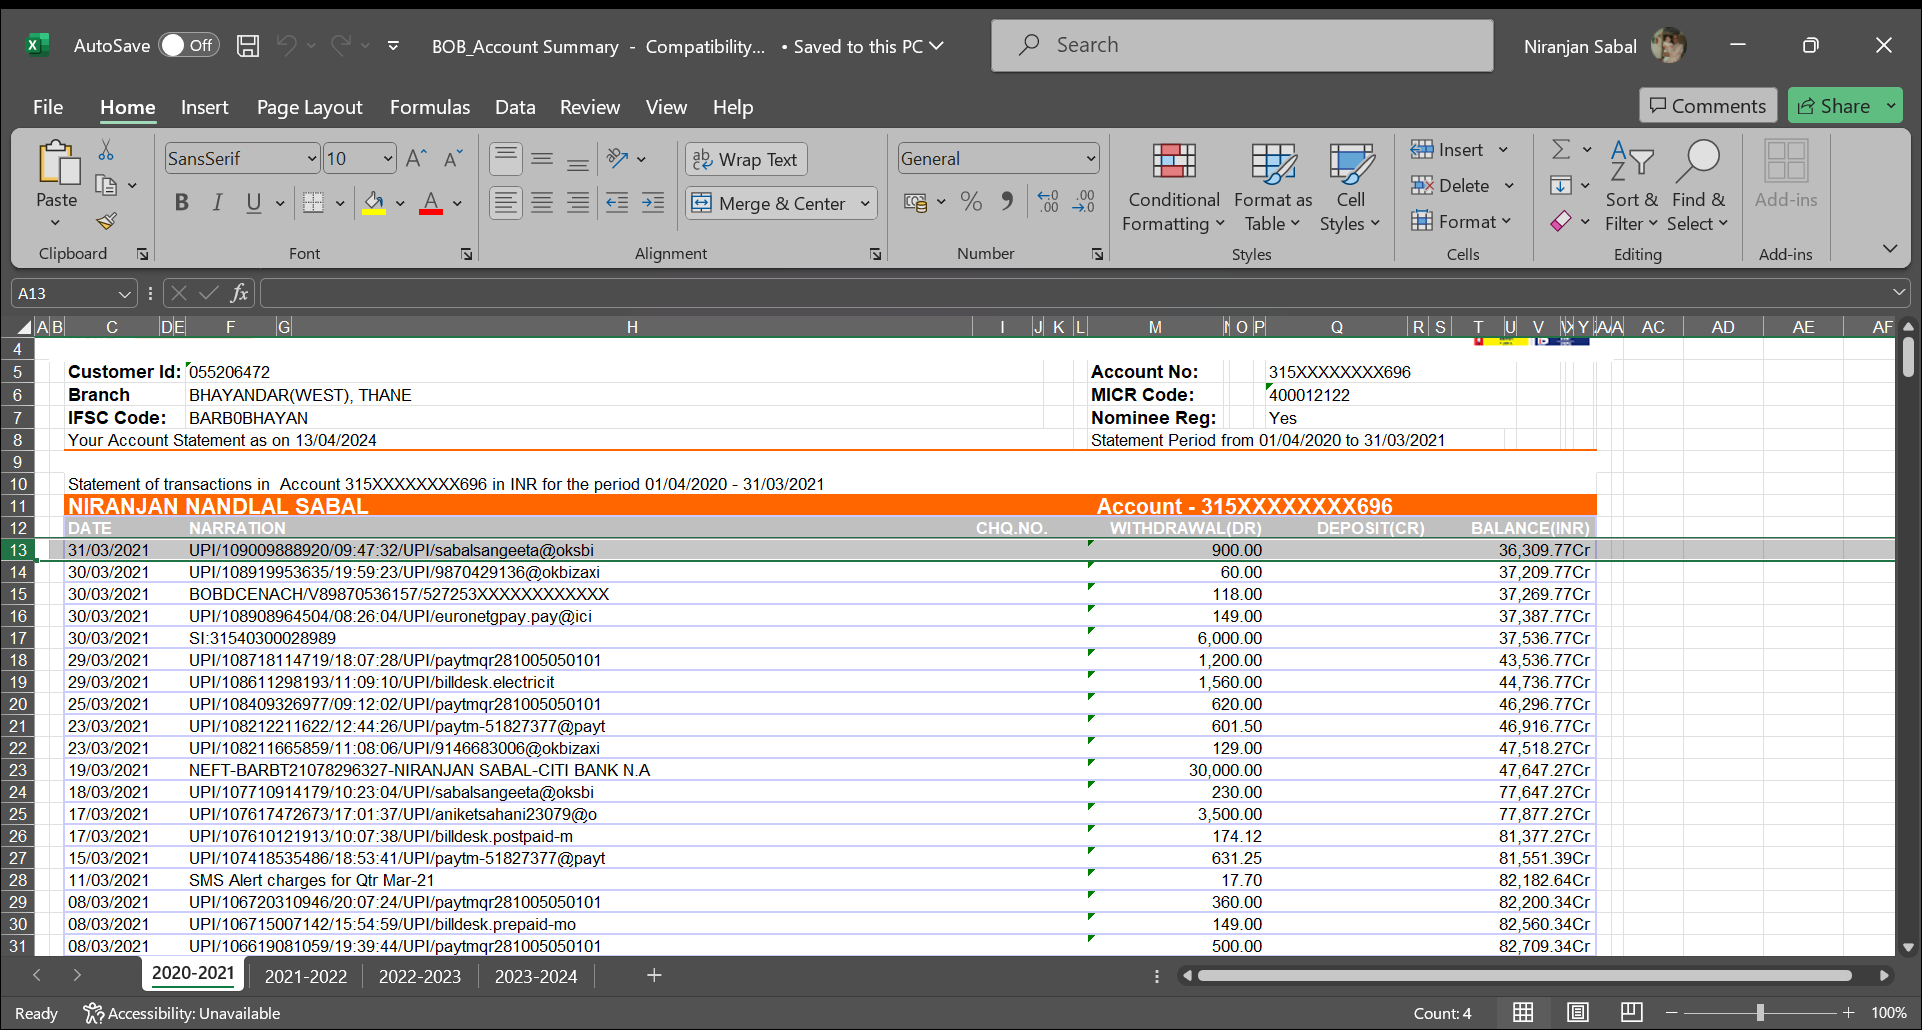 AutoSave Off BOB_Account Summary - Compatibility... • Saved to this PC Search Niranjan Sabal
File Home Insert Page Layout Formulas Data Review View Help Comments Share
SansSerif 10 ab Wrap Text General Insert Σ
Paste B I U A Merge & Center % Conditional Formatting Format as Table Cell Styles Delete Format Sort & Filter Find & Select Add-ins
Clipboard Font Alignment Number Styles Cells Editing Add-ins
A13 fx
A B C D E F G H I J K L M N O P Q R S T U V W X Y AC AD AE AF
4
5 Customer Id: 055206472 Account No: 315XXXXXXXX696
6 Branch BHAYANDAR(WEST), THANE MICR Code: 400012122
7 IFSC Code: BARB0BHAYAN Nominee Reg: Yes
8 Your Account Statement as on 13/04/2024 Statement Period from 01/04/2020 to 31/03/2021
9
10 Statement of transactions in Account 315XXXXXXXX696 in INR for the period 01/04/2020 - 31/03/2021
11 NIRANJAN NANDLAL SABAL Account - 315XXXXXXXX696
12 DATE NARRATION CHQ.NO. WITHDRAWAL(DR) DEPOSIT(CR) BALANCE(INR)
13 31/03/2021 UPI/109009888920/09:47:32/UPI/sabalsangeeta@oksbi 900.00 36,309.77Cr
14 30/03/2021 UPI/108919953635/19:59:23/UPI/9870429136@okbizaxi 60.00 37,209.77Cr
15 30/03/2021 BOBDCENACH/V89870536157/527253XXXXXXXXXXXX 118.00 37,269.77Cr
16 30/03/2021 UPI/108908964504/08:26:04/UPI/euronetgpay.pay@ici 149.00 37,387.77Cr
17 30/03/2021 SI:31540300028989 6,000.00 37,536.77Cr
18 29/03/2021 UPI/108718114719/18:07:28/UPI/paytmqr281005050101 1,200.00 43,536.77Cr
19 29/03/2021 UPI/108611298193/11:09:10/UPI/billdesk.electricit 1,560.00 44,736.77Cr
20 25/03/2021 UPI/108409326977/09:12:02/UPI/paytmqr281005050101 620.00 46,296.77Cr
21 23/03/2021 UPI/108212211622/12:44:26/UPI/paytm-51827377@payt 601.50 46,916.77Cr
22 23/03/2021 UPI/108211665859/11:08:06/UPI/9146683006@okbizaxi 129.00 47,518.27Cr
23 19/03/2021 NEFT-BARBT21078296327-NIRANJAN SABAL-CITI BANK N.A 30,000.00 47,647.27Cr
24 18/03/2021 UPI/107710914179/10:23:04/UPI/sabalsangeeta@oksbi 230.00 77,647.27Cr
25 17/03/2021 UPI/107617472673/17:01:37/UPI/aniketsahani23079@o 3,500.00 77,877.27Cr
26 17/03/2021 UPI/107610121913/10:07:38/UPI/billdesk.postpaid-m 174.12 81,377.27Cr
27 15/03/2021 UPI/107418535486/18:53:41/UPI/paytm-51827377@payt 631.25 81,551.39Cr
28 11/03/2021 SMS Alert charges for Qtr Mar-21 17.70 82,182.64Cr
29 08/03/2021 UPI/106720310946/20:07:24/UPI/paytmqr281005050101 360.00 82,200.34Cr
30 08/03/2021 UPI/106715007142/15:54:59/UPI/billdesk.prepaid-mo 149.00 82,560.34Cr
31 08/03/2021 UPI/106619081059/19:39:44/UPI/paytmqr281005050101 500.00 82,709.34Cr
2020-2021 2021-2022 2022-2023 2023-2024
Ready Accessibility: Unavailable Count: 4 100%